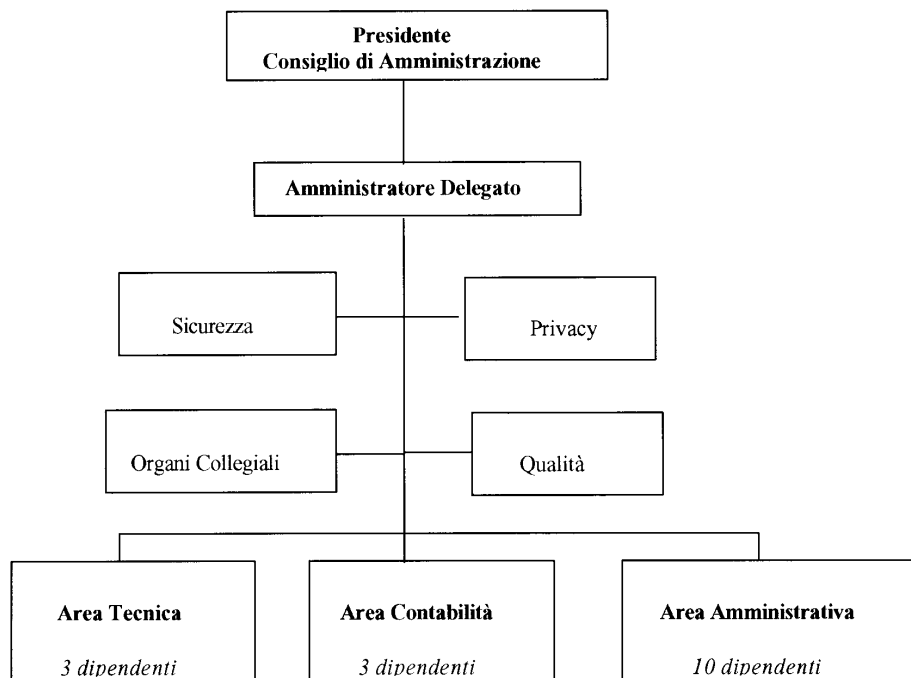 Presidente
Consiglio di Amministrazione
Amministratore Delegato
Sicurezza
Privacy
Organi Collegiali
Qualità
Area Tecnica
Area Contabilità
Area Amministrativa
3 dipendenti
3 dipendenti
10 dipendenti